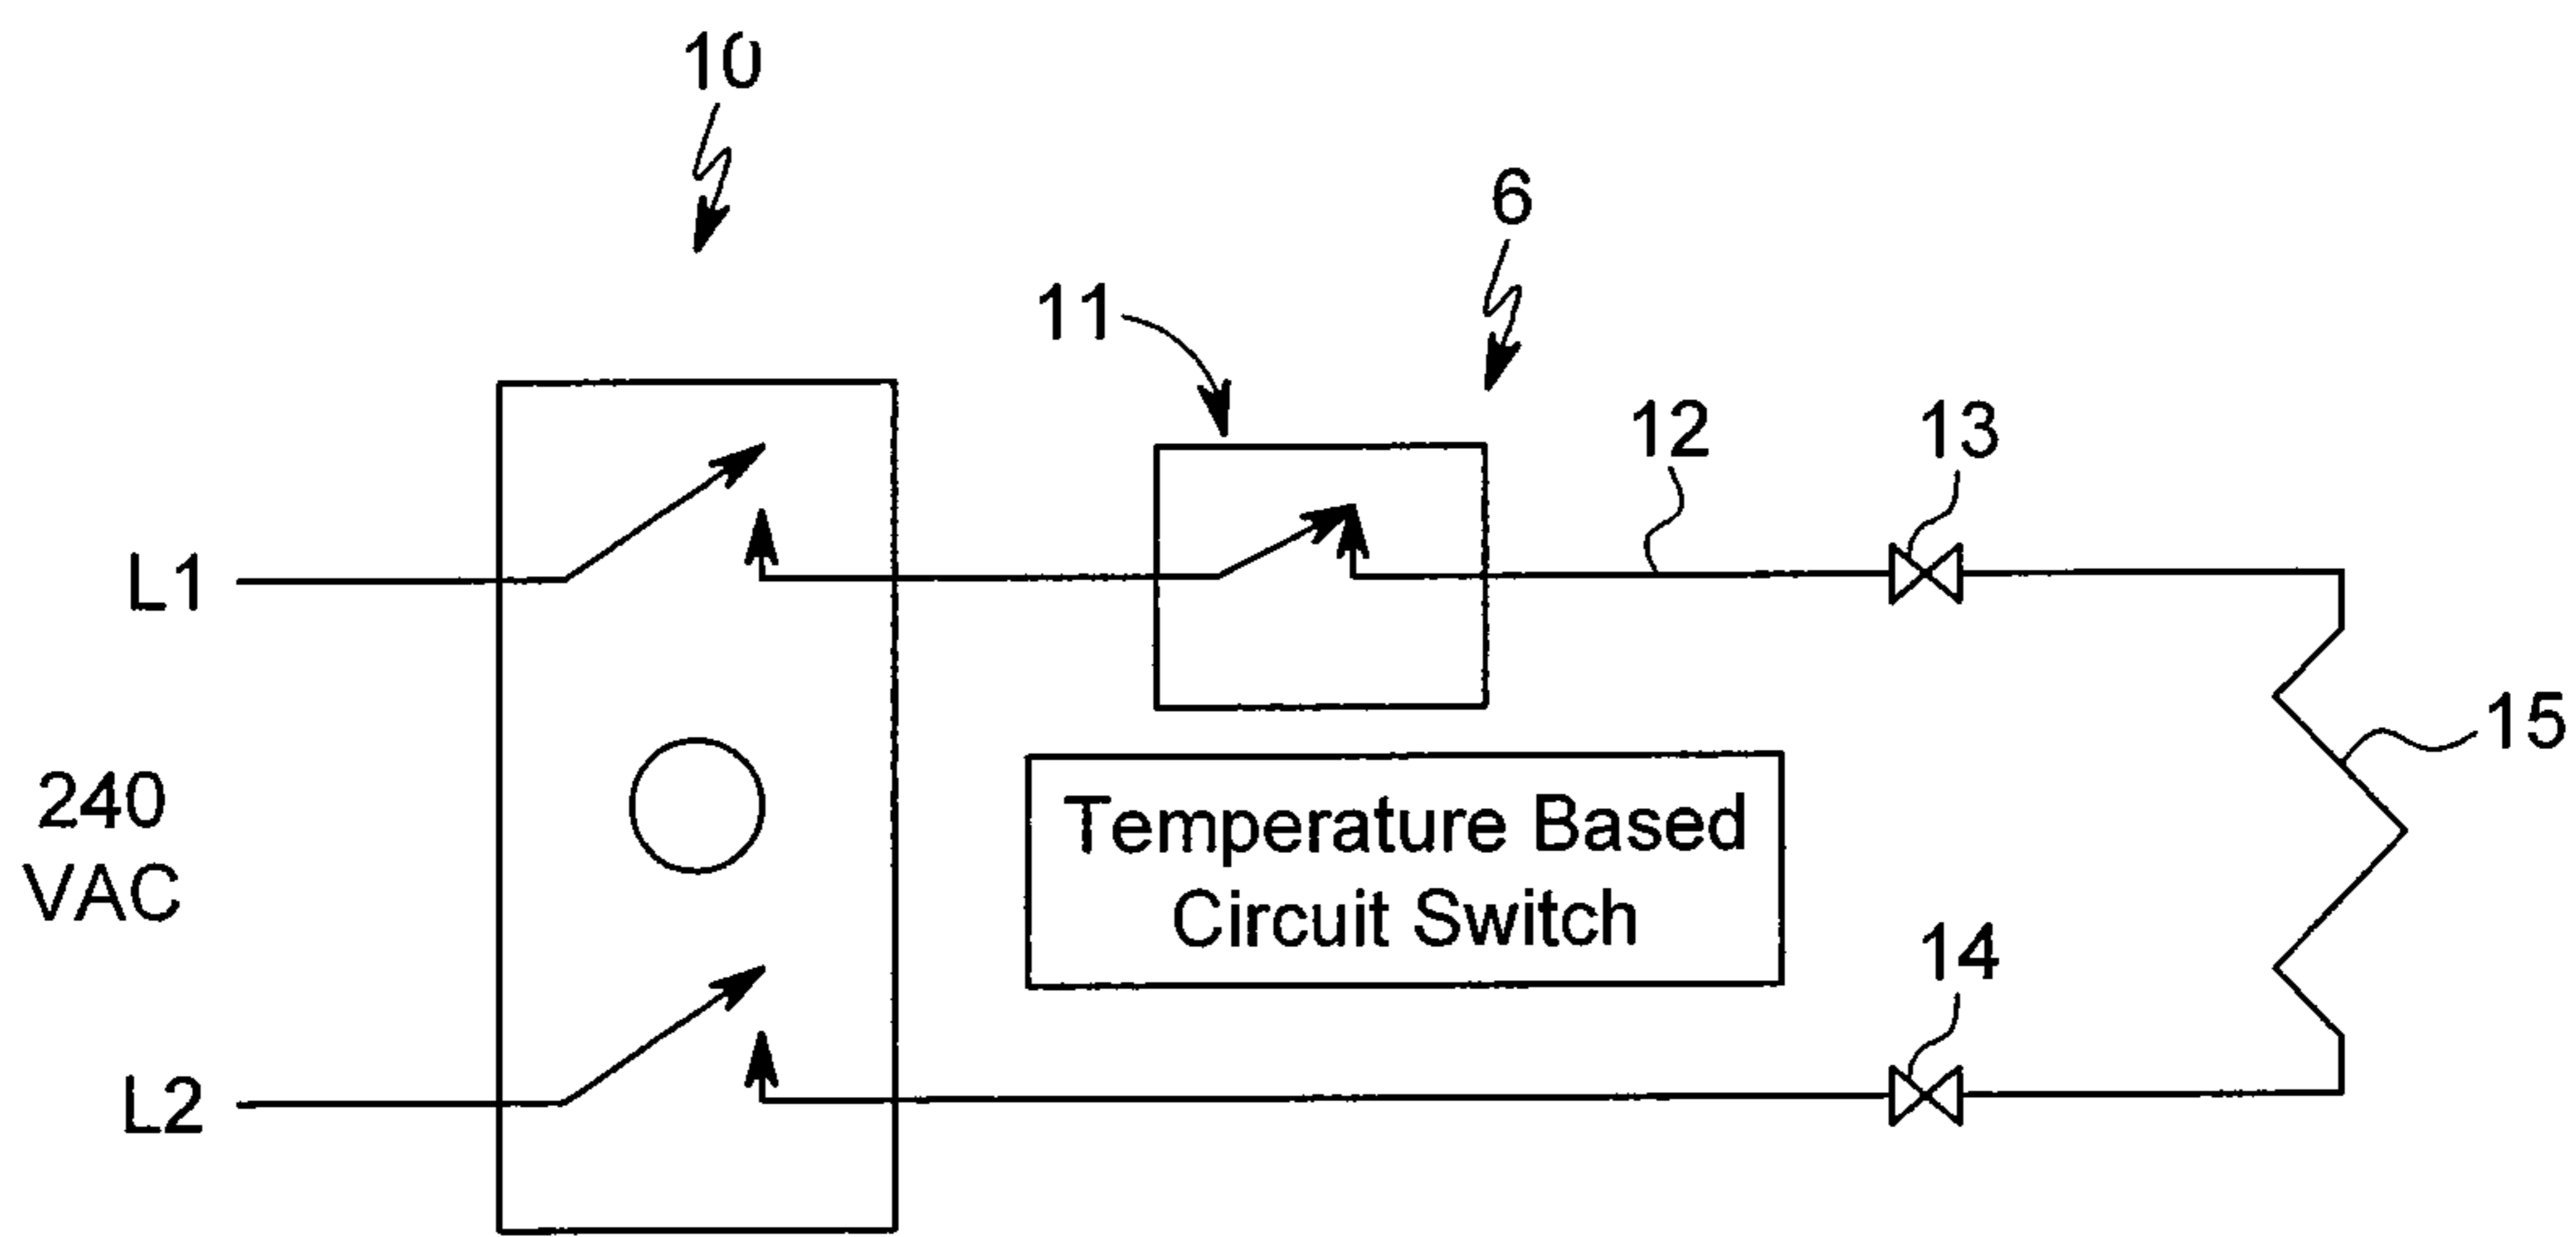 10
6
11
12
13
L1
15
240
VAC
Temperature Based
Circuit Switch
14
L2